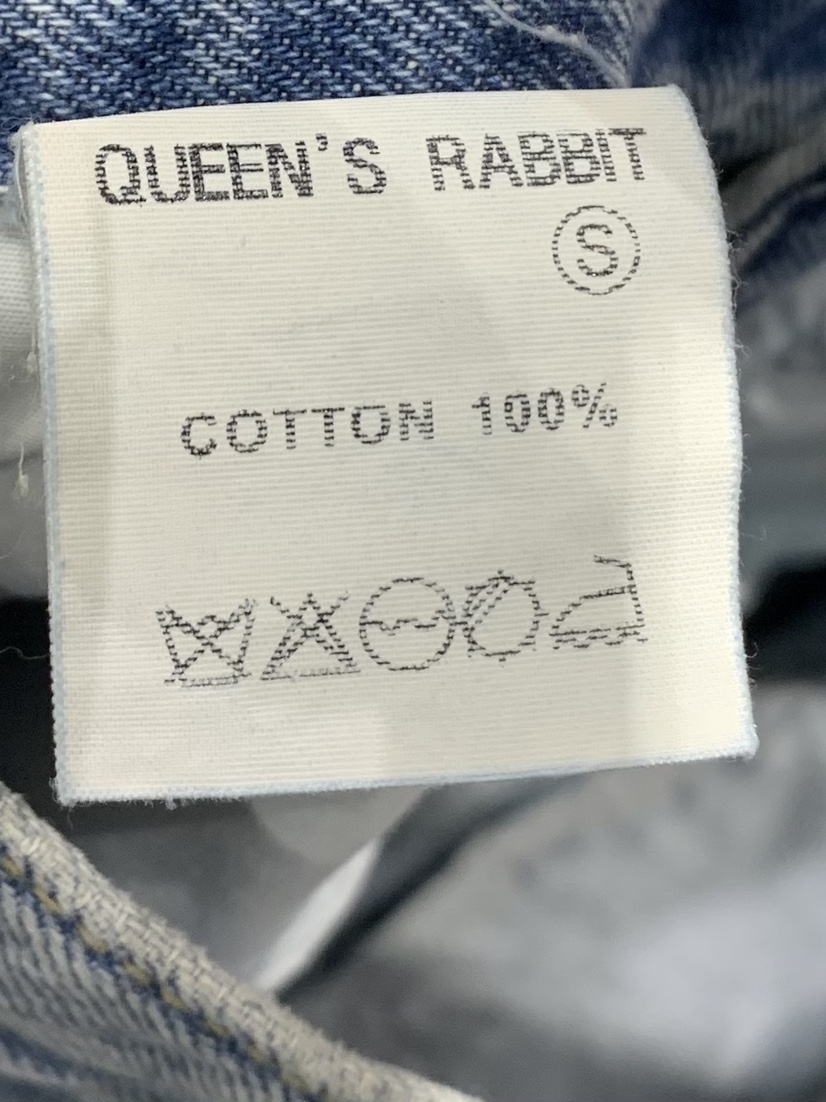 QUEEN'S RABBIT
S
COTTON 100%